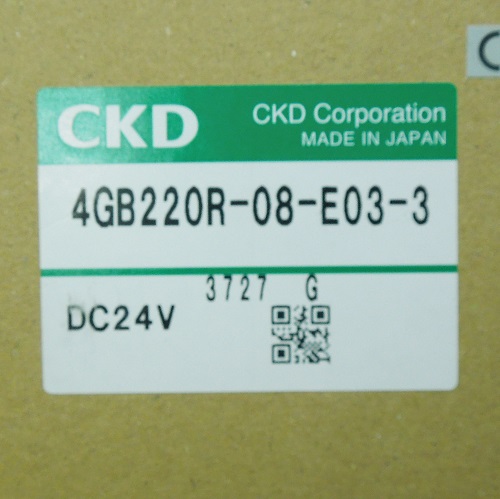 CKD
CKD Corporation
MADE IN JAPAN
4GB220R-08-E03-3
3727 G
DC24V